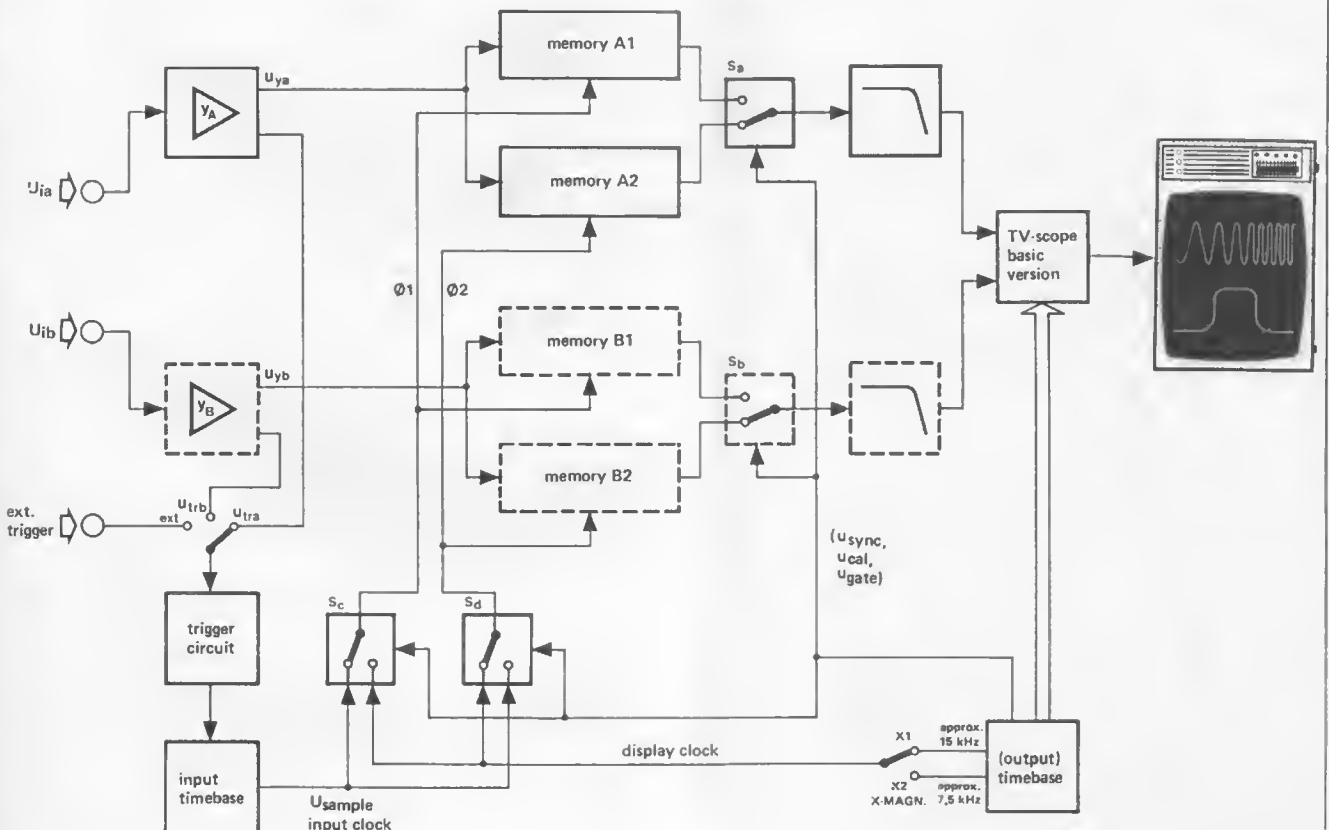 memory A1
Sa
uya
yA
memory A2
Uia
TV-scope
basic
version
Ø1
Ø2
Uib
memory B1
Sb
uyb
yB
memory B2
ext.
trigger
ext
utrb
utra
(usync,
ucal,
ugate)
Sc
Sd
trigger
circuit
X1
approx.
15 kHz
display clock
(output)
timebase
X2
X-MAGN.
approx.
7,5 kHz
input
timebase
Usample
input clock